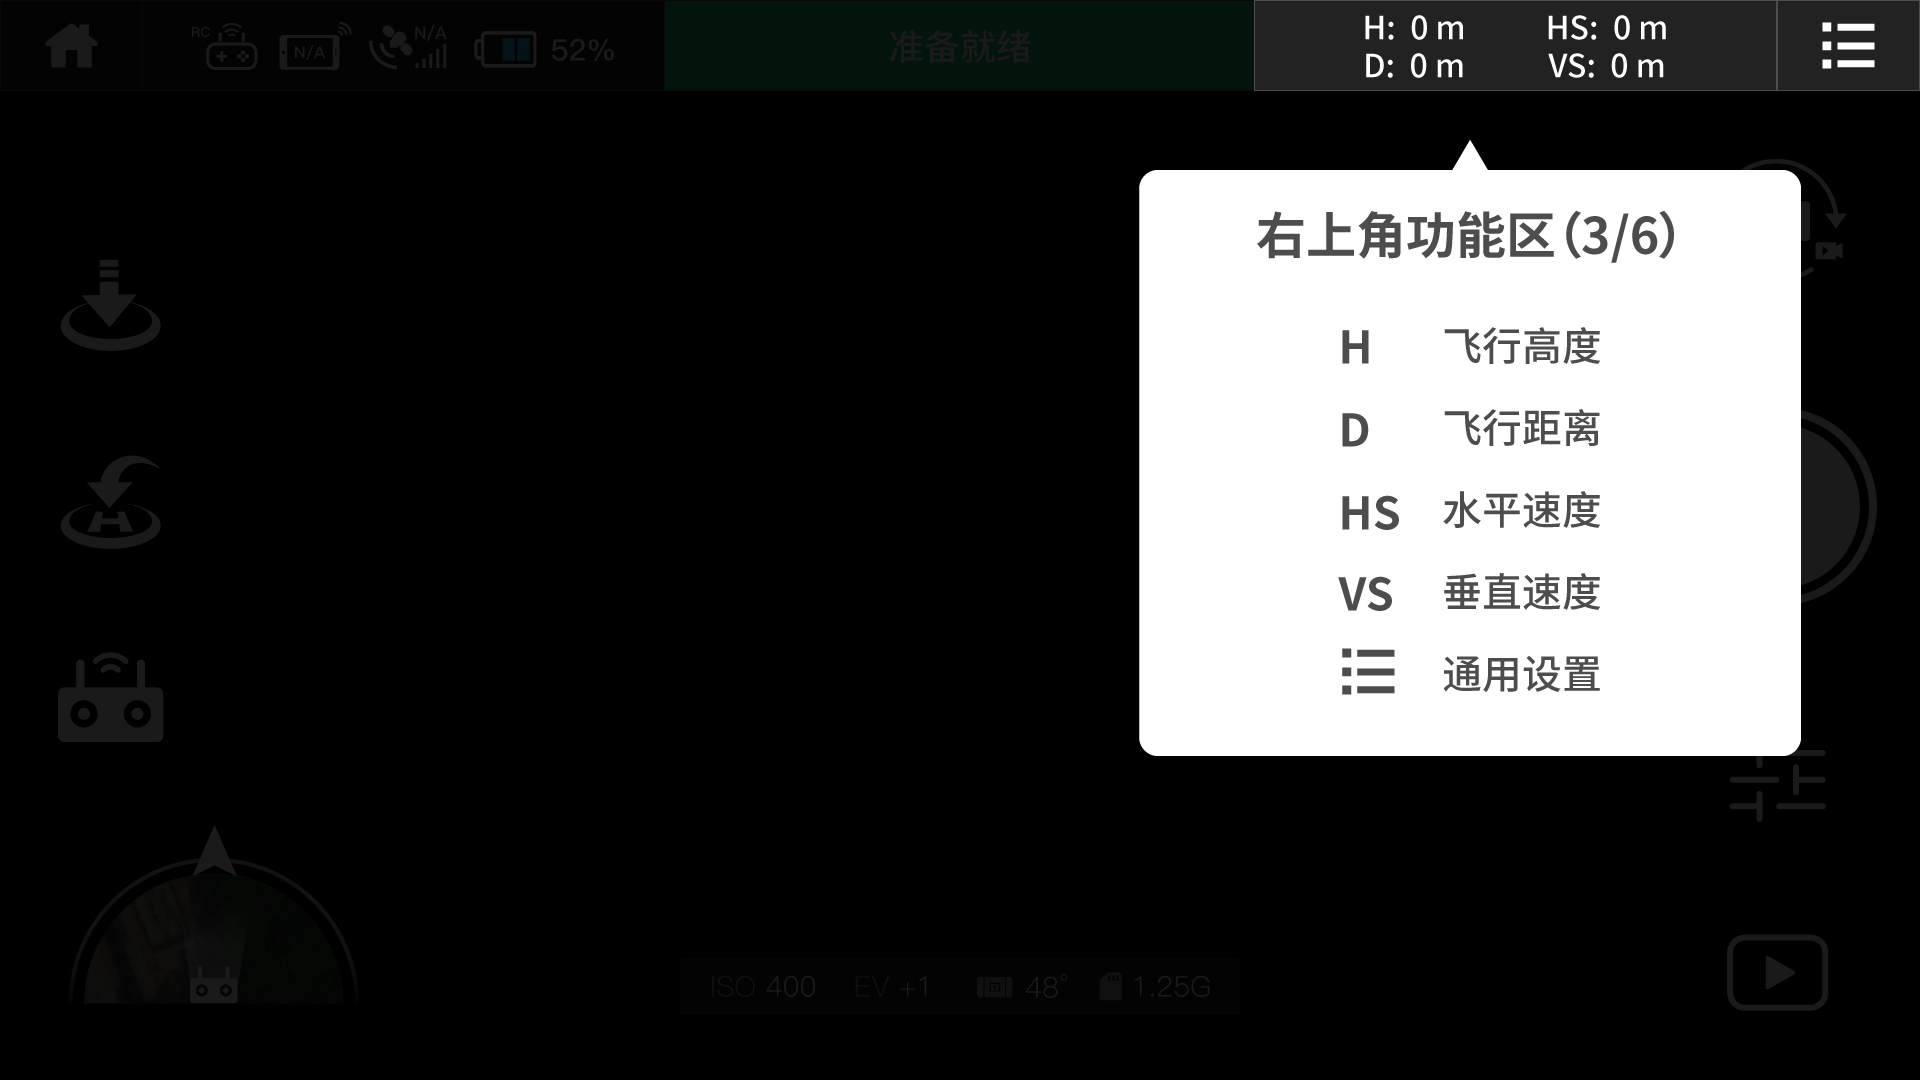 RC
N/A
N/A
52%
准备就绪
H: 0 m HS: 0 m
D: 0 m VS: 0 m
右上角功能区(3/6)
H 飞行高度
D 飞行距离
HS 水平速度
VS 垂直速度
通用设置
ISO 400 EV +1 48° 1.25G